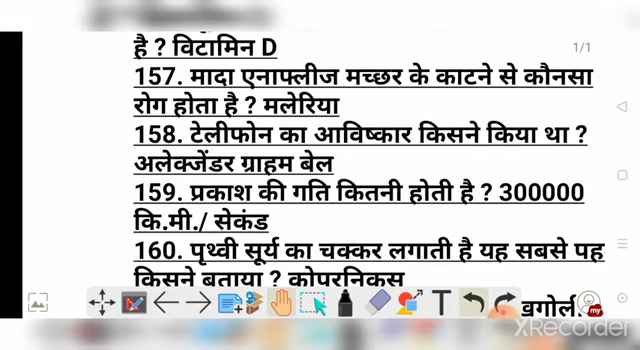 है ? विटामिन D
1/1
157. मादा एनाफ्लीज मच्छर के काटने से कौनसा
रोग होता है ? मलेरिया
158. टेलीफोन का आविष्कार किसने किया था ?
अलेक्जेंडर ग्राहम बेल
159. प्रकाश की गति कितनी होती है ? 300000
कि.मी./ सेकंड
160. पृथ्वी सूर्य का चक्कर लगाती है यह सबसे पह
किसने बताया ? कोपरनिकस
T
my
XRecorder